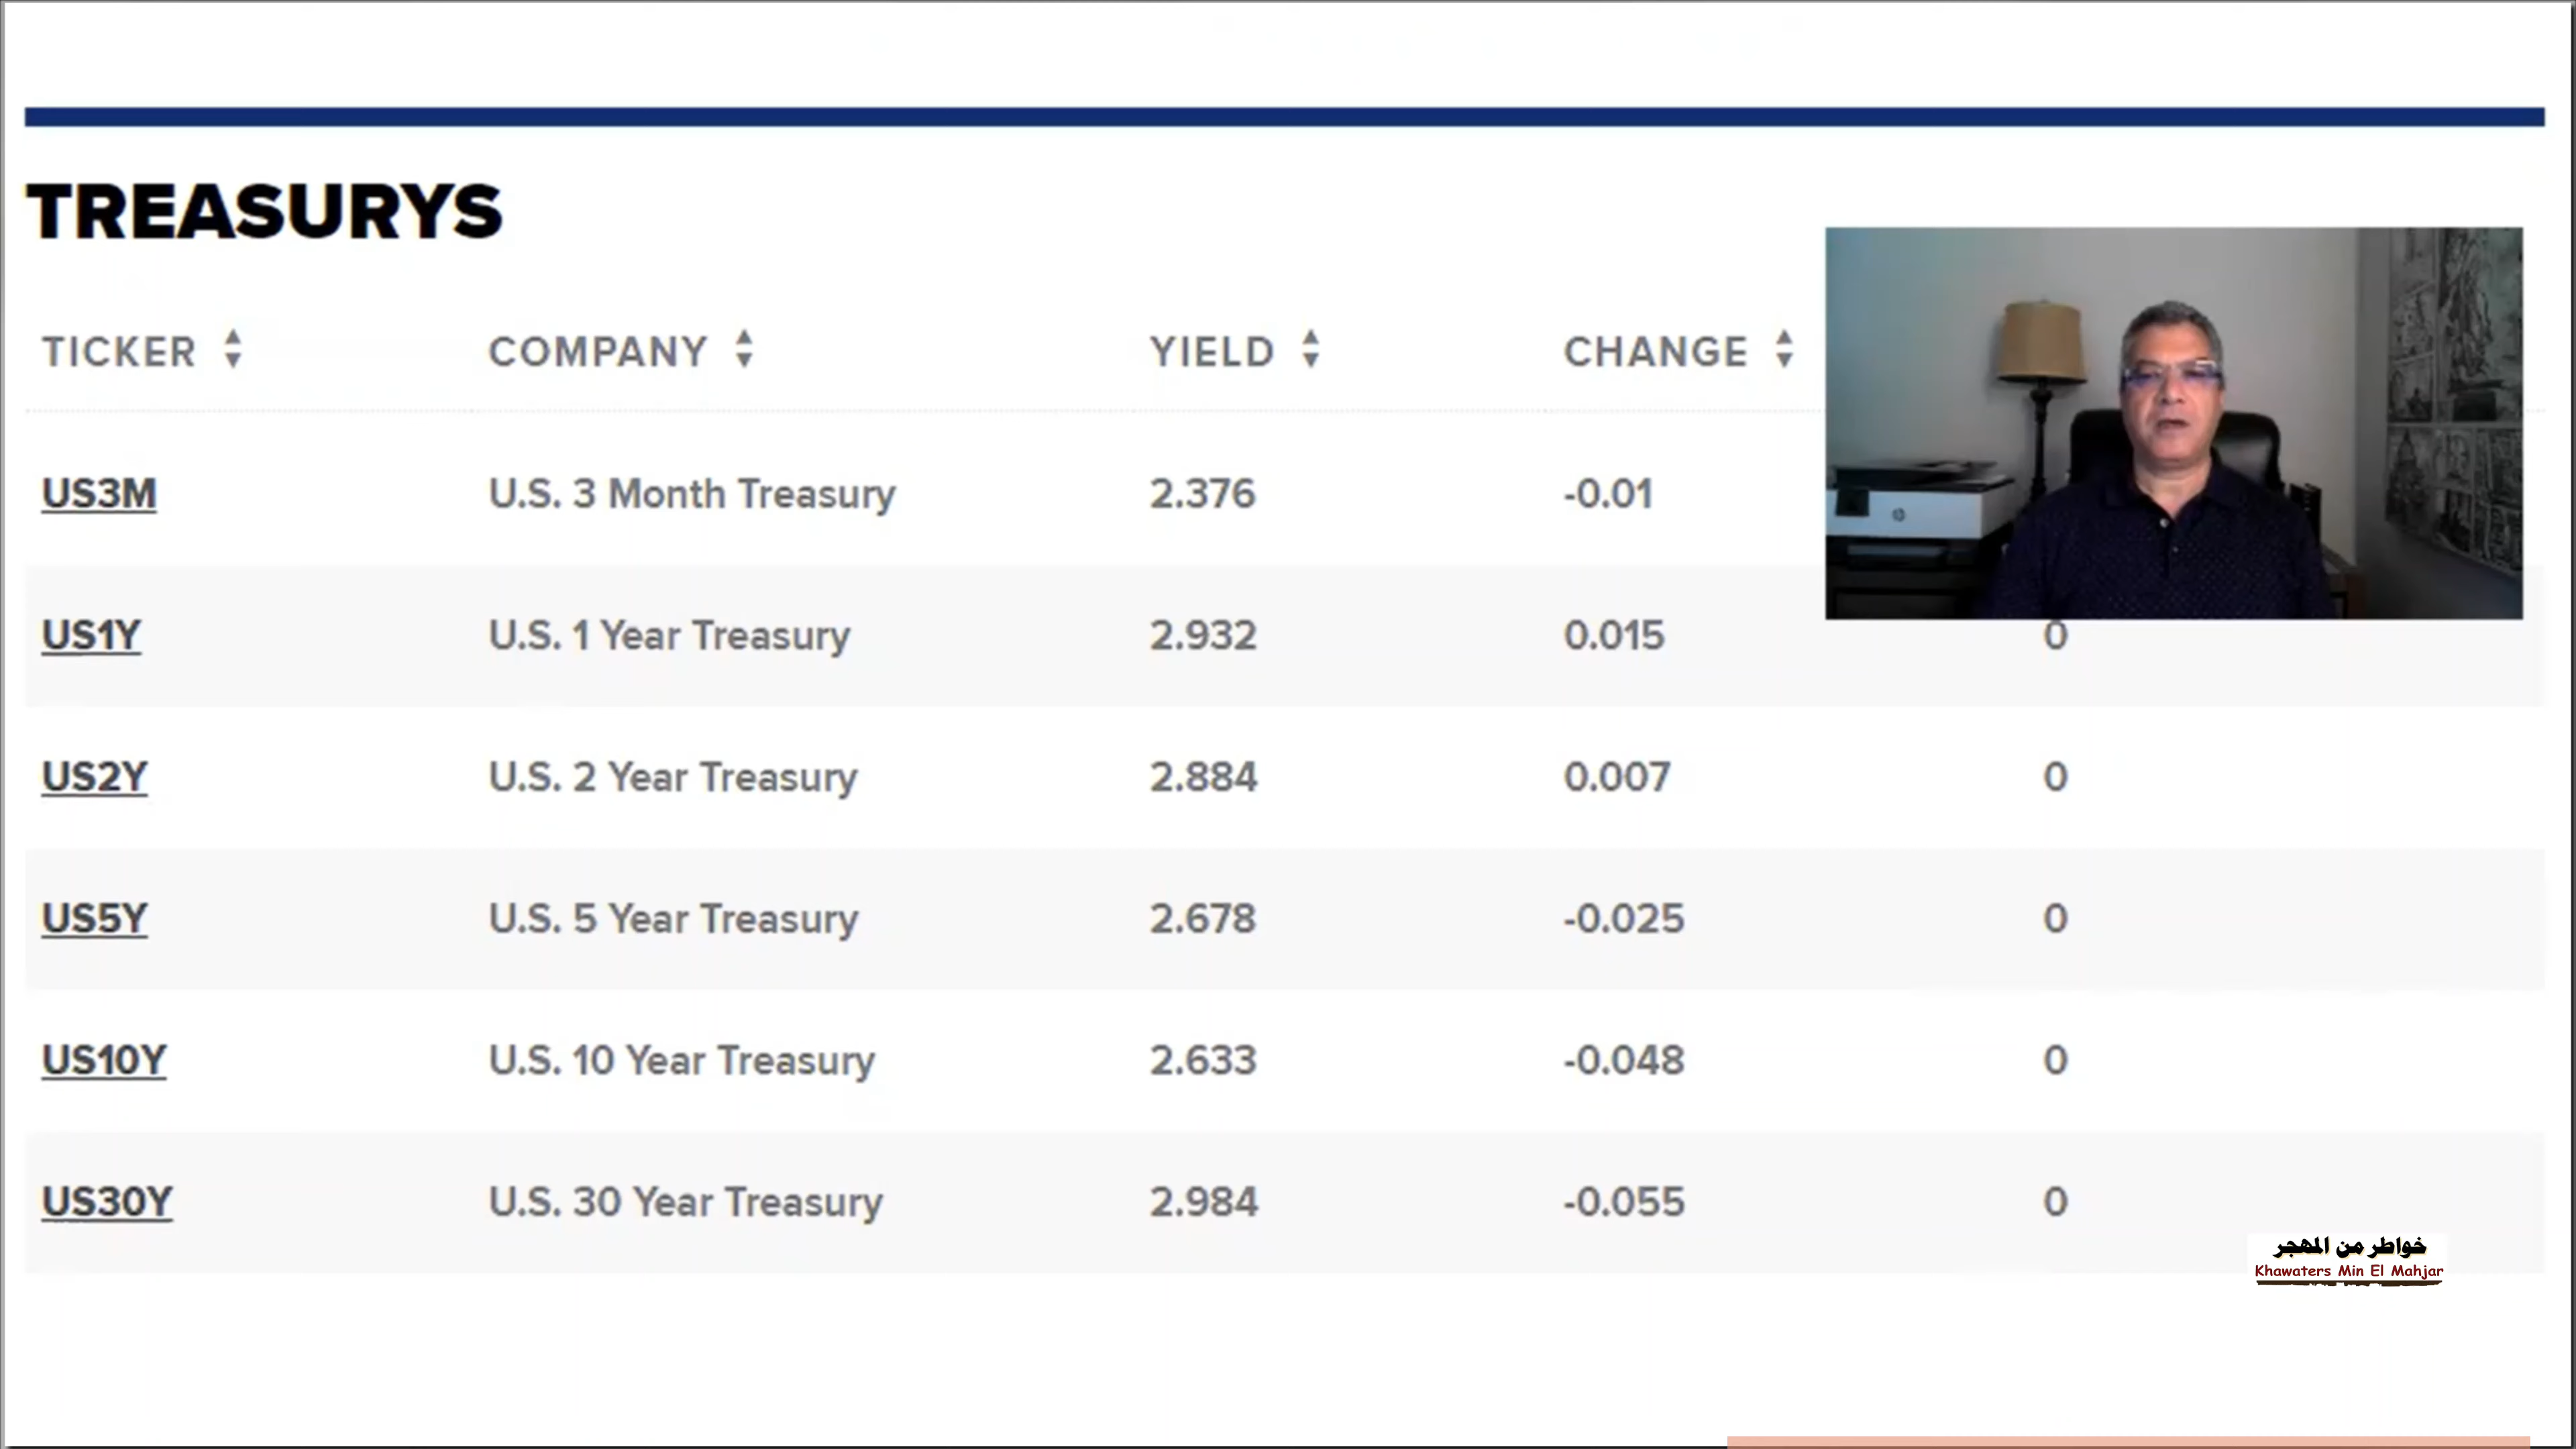 TREASURYS
TICKER COMPANY YIELD CHANGE
US3M U.S. 3 Month Treasury 2.376 -0.01
US1Y U.S. 1 Year Treasury 2.932 0.015 0
US2Y U.S. 2 Year Treasury 2.884 0.007 0
US5Y U.S. 5 Year Treasury 2.678 -0.025 0
US10Y U.S. 10 Year Treasury 2.633 -0.048 0
US30Y U.S. 30 Year Treasury 2.984 -0.055 0
خواطر من المهجر
Khawaters Min El Mahjar